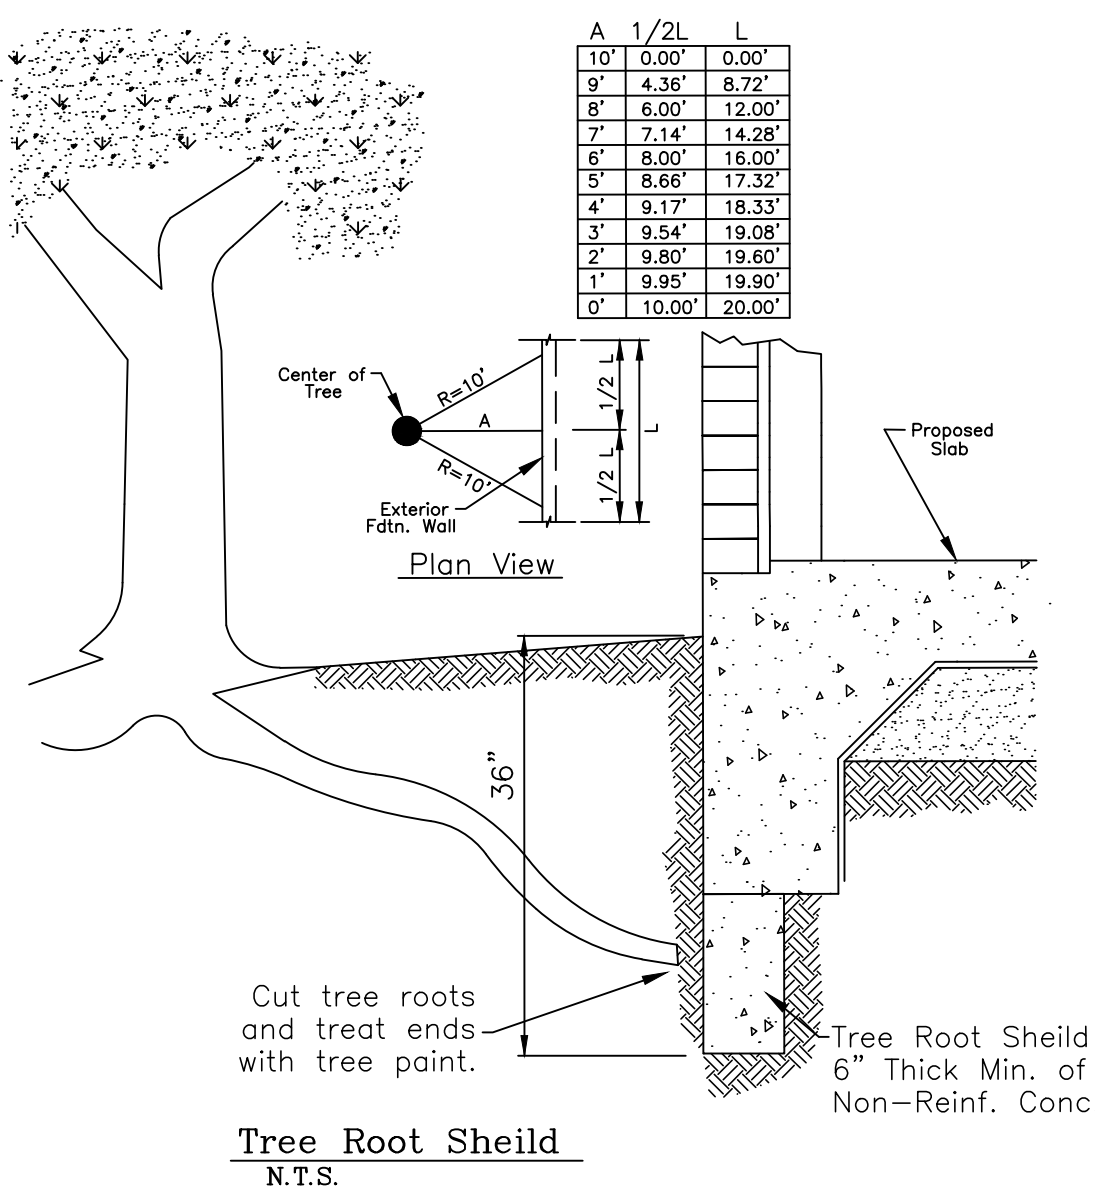 A 1/2L L
10' 0.00' 0.00'
9' 4.36' 8.72'
8' 6.00' 12.00'
7' 7.14' 14.28'
6' 8.00' 16.00'
5' 8.66' 17.32'
4' 9.17' 18.33'
3' 9.54' 19.08'
2' 9.80' 19.60'
1' 9.95' 19.90'
0' 10.00' 20.00'
Center of
Tree
R=10'
A
R=10'
1/2 L
1/2 L
L
Exterior
Fdtn. Wall
Plan View
Proposed
Slab
36"
Cut tree roots
and treat ends
with tree paint.
Tree Root Sheild
6" Thick Min. of
Non-Reinf. Conc
Tree Root Sheild
N.T.S.